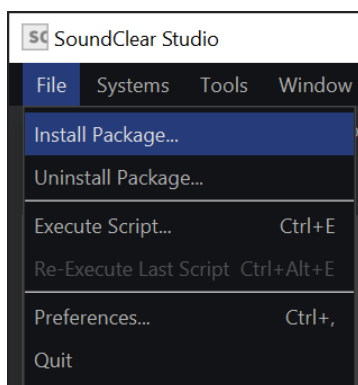 SC SoundClear Studio
File Systems Tools Window
Install Package...
Uninstall Package...
Execute Script... Ctrl+E
Re-Execute Last Script Ctrl+Alt+E
Preferences... Ctrl+,
Quit